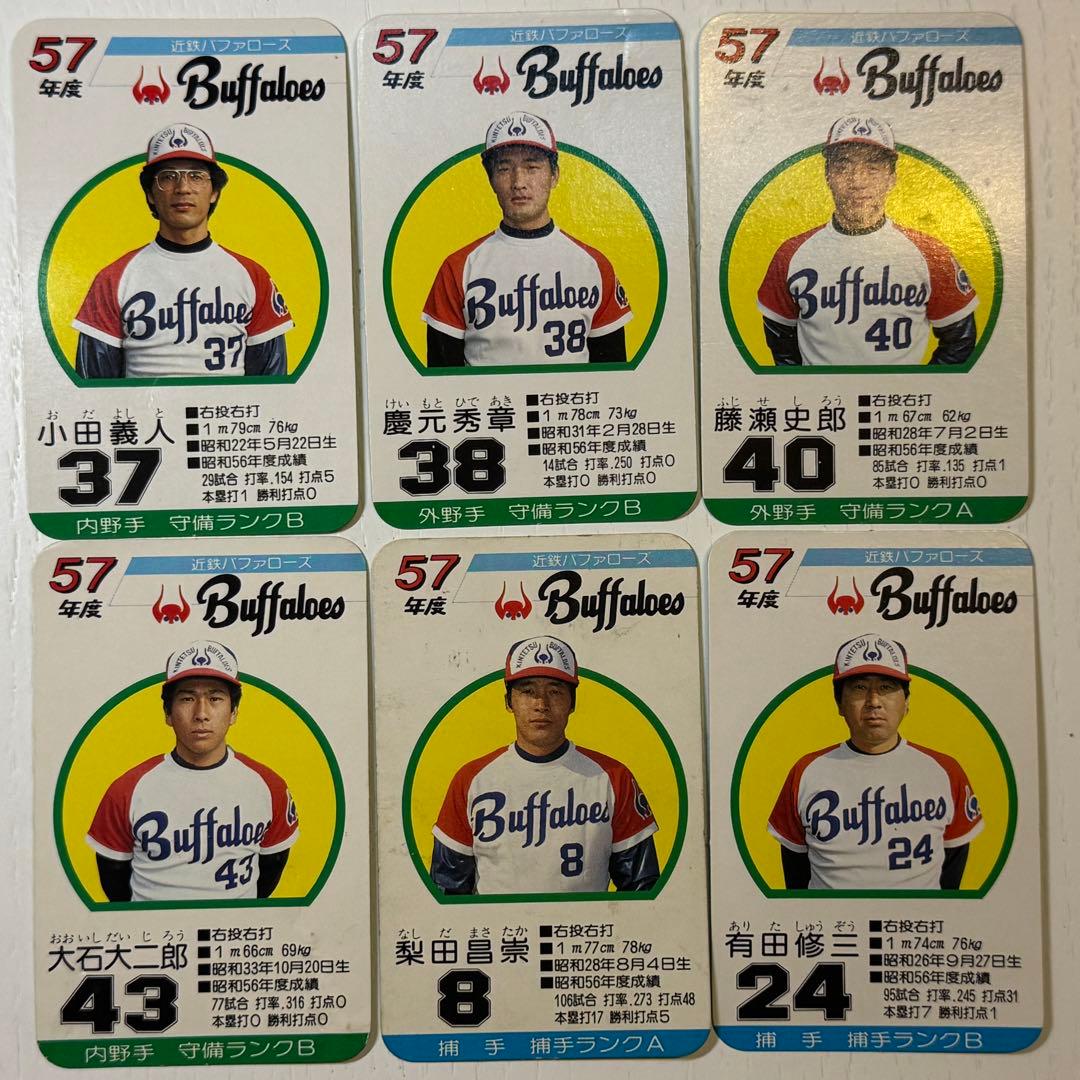 57
年度
近鉄バファローズ
Buffaloes
KINTETSU BUFFALOES
Buffaloes
37
お だ よし と
小田義人
37
■右投右打
■1m79cm 76kg
■昭和22年5月22日生
■昭和56年度成績
29試合 打率.154 打点5
本塁打1 勝利打点0
内野手 守備ランクB
57
年度
近鉄バファローズ
Buffaloes
KINTETSU BUFFALOES
Buffaloes
38
けい もと ひで あき
慶元秀章
38
■右投右打
■1m78cm 73kg
■昭和31年2月28日生
■昭和56年度成績
14試合 打率.250 打点0
本塁打0 勝利打点0
外野手 守備ランクB
57
年度
近鉄バファローズ
Buffaloes
KINTETSU BUFFALOES
Buffaloes
40
ふじ せ し ろう
藤瀬史郎
40
■右投右打
■1m67cm 62kg
■昭和28年7月2日生
■昭和56年度成績
85試合 打率.135 打点1
本塁打0 勝利打点0
外野手 守備ランクA
57
年度
近鉄バファローズ
Buffaloes
KINTETSU BUFFALOES
Buffaloes
43
おお いし だい じ ろう
大石大二郎
43
■右投右打
■1m66cm 69kg
■昭和33年10月20日生
■昭和56年度成績
77試合 打率.316 打点0
本塁打0 勝利打点0
内野手 守備ランクB
57
年度
近鉄バファローズ
Buffaloes
KINTETSU BUFFALOES
Buffaloes
8
なし だ まさ たか
梨田昌崇
8
■右投右打
■1m77cm 78kg
■昭和28年8月4日生
■昭和56年度成績
106試合 打率.273 打点48
本塁打17 勝利打点5
捕手 捕手ランクA
57
年度
近鉄バファローズ
Buffaloes
KINTETSU BUFFALOES
Buffaloes
24
あり た しゅう ぞう
有田修三
24
■右投右打
■1m74cm 76kg
■昭和26年9月27日生
■昭和56年度成績
95試合 打率.245 打点31
本塁打7 勝利打点1
捕手 捕手ランクB